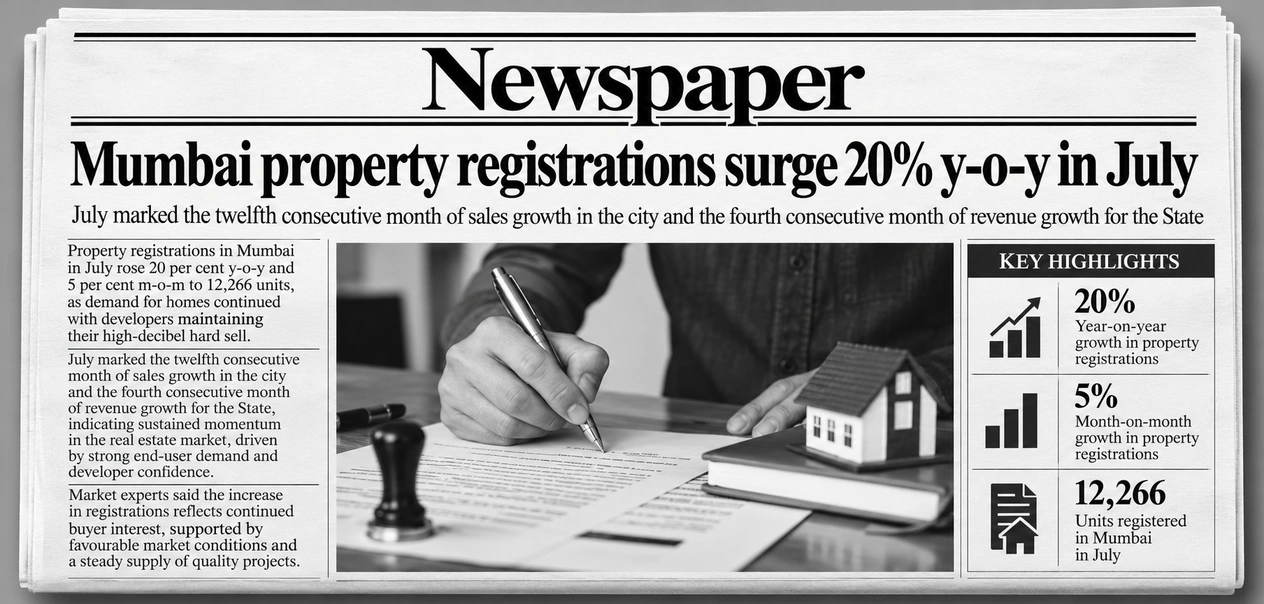 Newspaper
Mumbai property registrations surge 20% y-o-y in July
July marked the twelfth consecutive month of sales growth in the city and the fourth consecutive month of revenue growth for the State
Property registrations in Mumbai
in July rose 20 per cent y-o-y and
5 per cent m-o-m to 12,266 units,
as demand for homes continued
with developers maintaining
their high-decibel hard sell.
July marked the twelfth consecutive
month of sales growth in the city
and the fourth consecutive month
of revenue growth for the State,
indicating sustained momentum
in the real estate market, driven
by strong end-user demand and
developer confidence.
Market experts said the increase
in registrations reflects continued
buyer interest, supported by
favourable market conditions and
a steady supply of quality projects.
KEY HIGHLIGHTS
20%
Year-on-year
growth in property
registrations
5%
Month-on-month
growth in property
registrations
12,266
Units registered
in Mumbai
in July